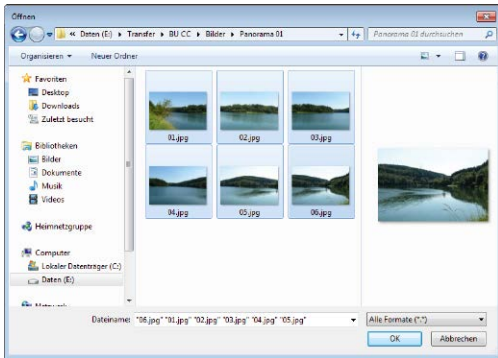 Öffnen
« Daten (E:) ▸ Transfer ▸ BU CC ▸ Bilder ▸ Panorama 01
Panorama 01 durchsuchen
Organisieren ▾ Neuer Ordner
Favoriten
Desktop
Downloads
Zuletzt besucht
Bibliotheken
Bilder
Dokumente
Musik
Videos
Heimnetzgruppe
Computer
Lokaler Datenträger (C:)
Daten (E:)
01.jpg 02.jpg 03.jpg
04.jpg 05.jpg 06.jpg
Dateiname: "06.jpg" "01.jpg" "02.jpg" "03.jpg" "04.jpg" "05.jpg"
Alle Formate (*.*)
OK Abbrechen